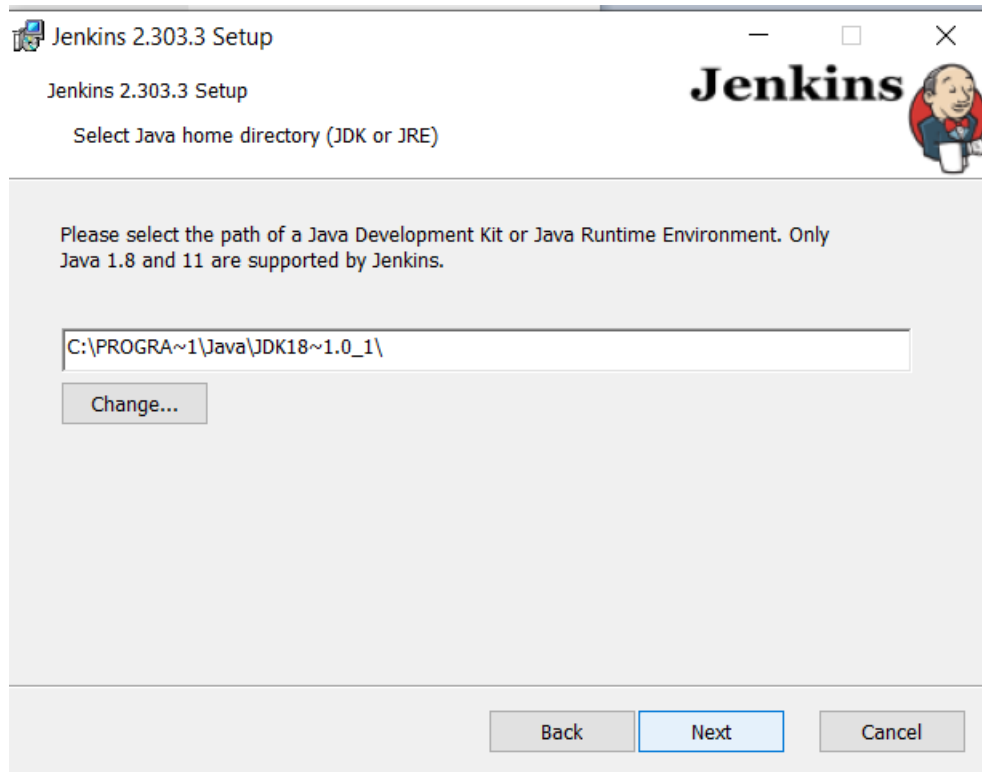 Jenkins 2.303.3 Setup
Jenkins 2.303.3 Setup
Jenkins
Select Java home directory (JDK or JRE)
Please select the path of a Java Development Kit or Java Runtime Environment. Only
Java 1.8 and 11 are supported by Jenkins.
C:\PROGRA~1\Java\JDK18~1.0_1\
Change...
Back
Next
Cancel